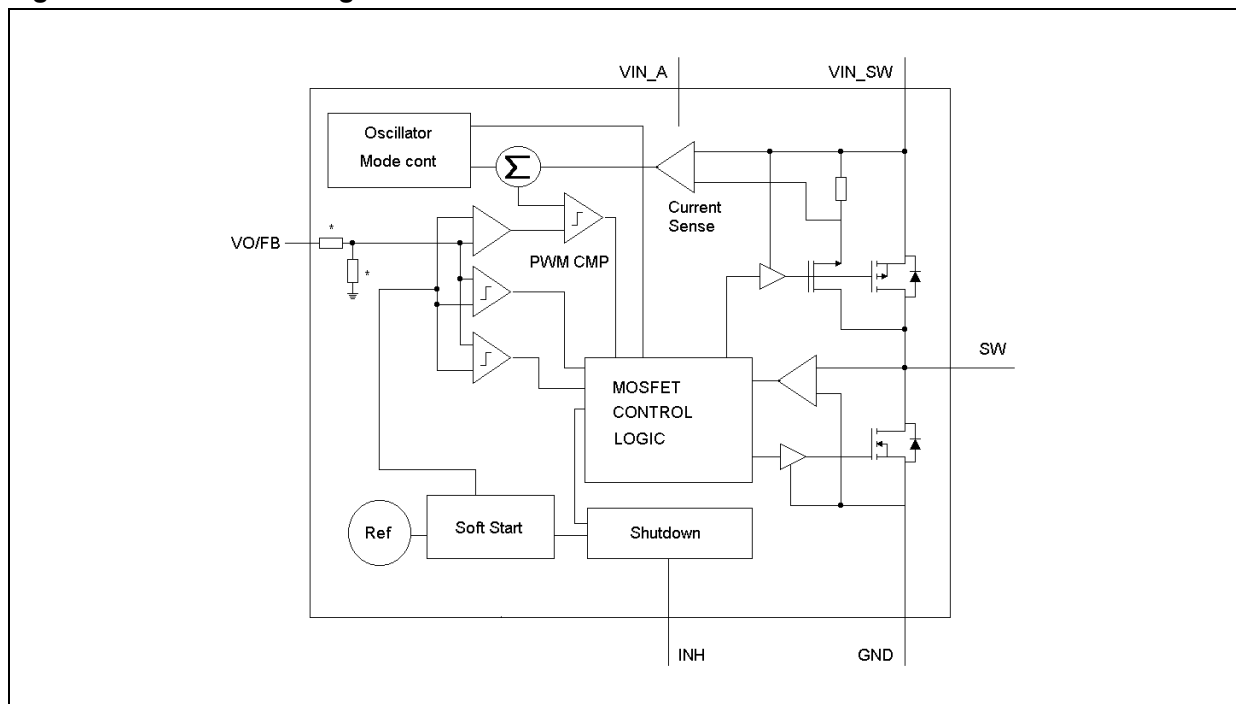 VIN_A
VIN_SW
Oscillator
Mode cont
Σ
Current
Sense
*
VO/FB
*
PWM CMP
SW
MOSFET
CONTROL
LOGIC
Ref
Soft Start
Shutdown
INH
GND